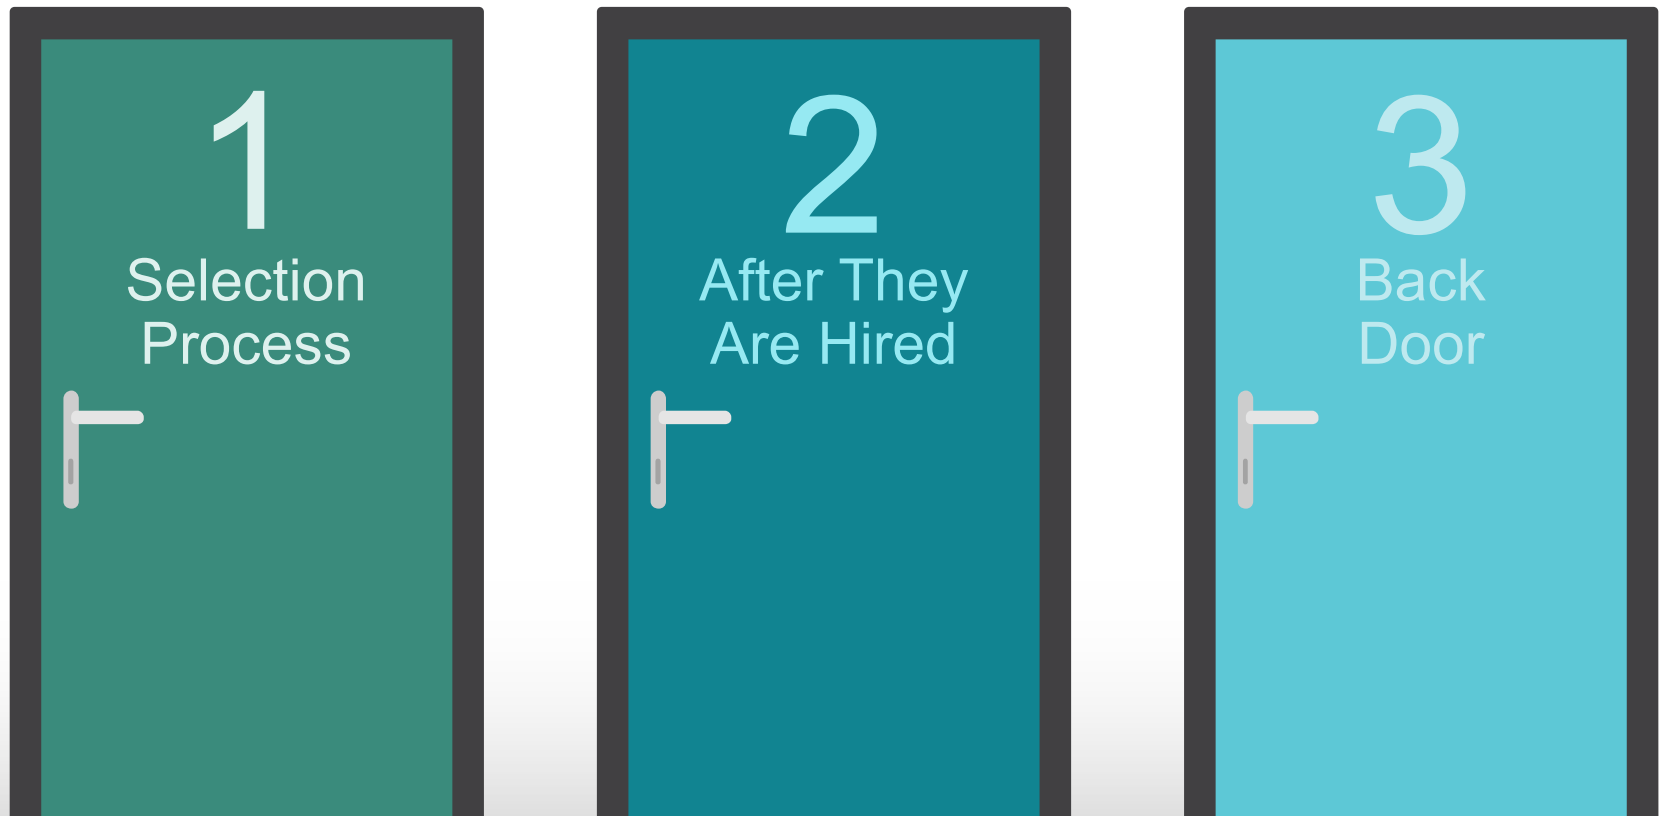 1
Selection
Process
2
After They
Are Hired
3
Back
Door